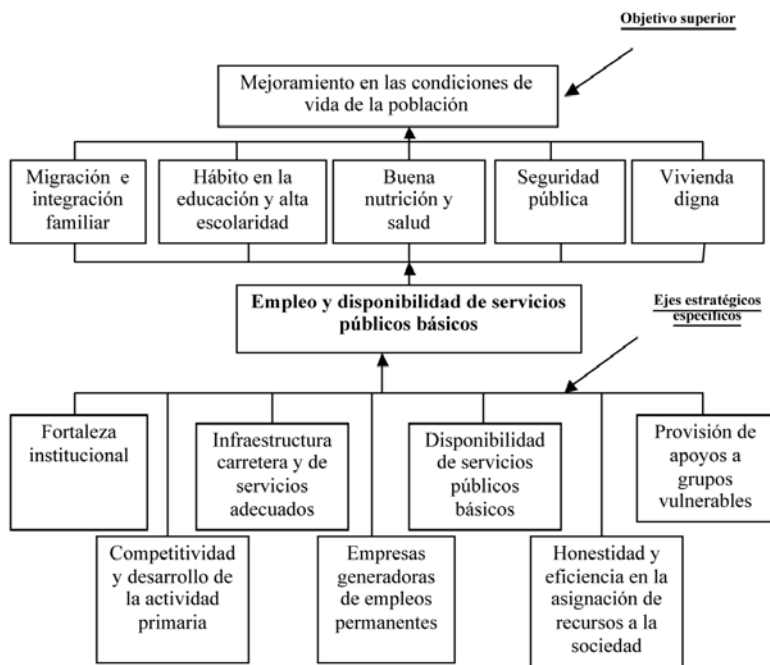 Objetivo superior
Mejoramiento en las condiciones de
vida de la población
Migración e
integración
familiar
Hábito en la
educación y alta
escolaridad
Buena
nutrición y
salud
Seguridad
pública
Vivienda
digna
Empleo y disponibilidad de servicios
públicos básicos
Ejes estratégicos
específicos
Fortaleza
institucional
Infraestructura
carretera y de
servicios
adecuados
Disponibilidad
de servicios
públicos
básicos
Provisión de
apoyos a
grupos
vulnerables
Competitividad
y desarrollo de
la actividad
primaria
Empresas
generadoras
de empleos
permanentes
Honestidad y
eficiencia en la
asignación de
recursos a la
sociedad